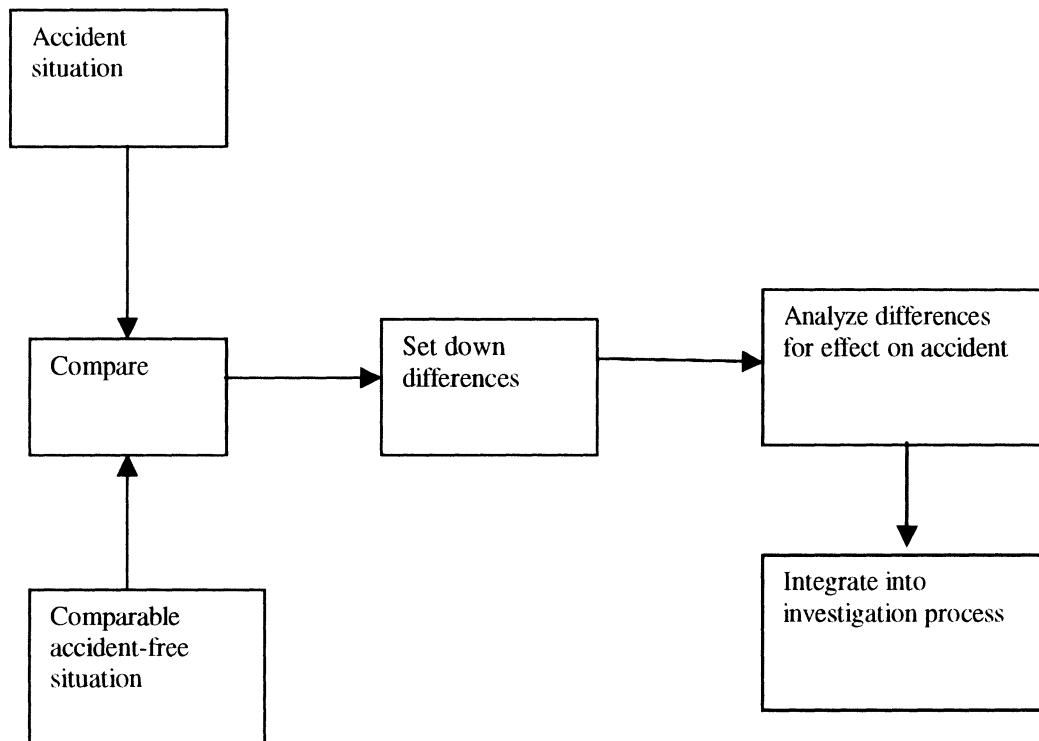 Accident
situation
Compare
Set down
differences
Analyze differences
for effect on accident
Comparable
accident-free
situation
Integrate into
investigation process